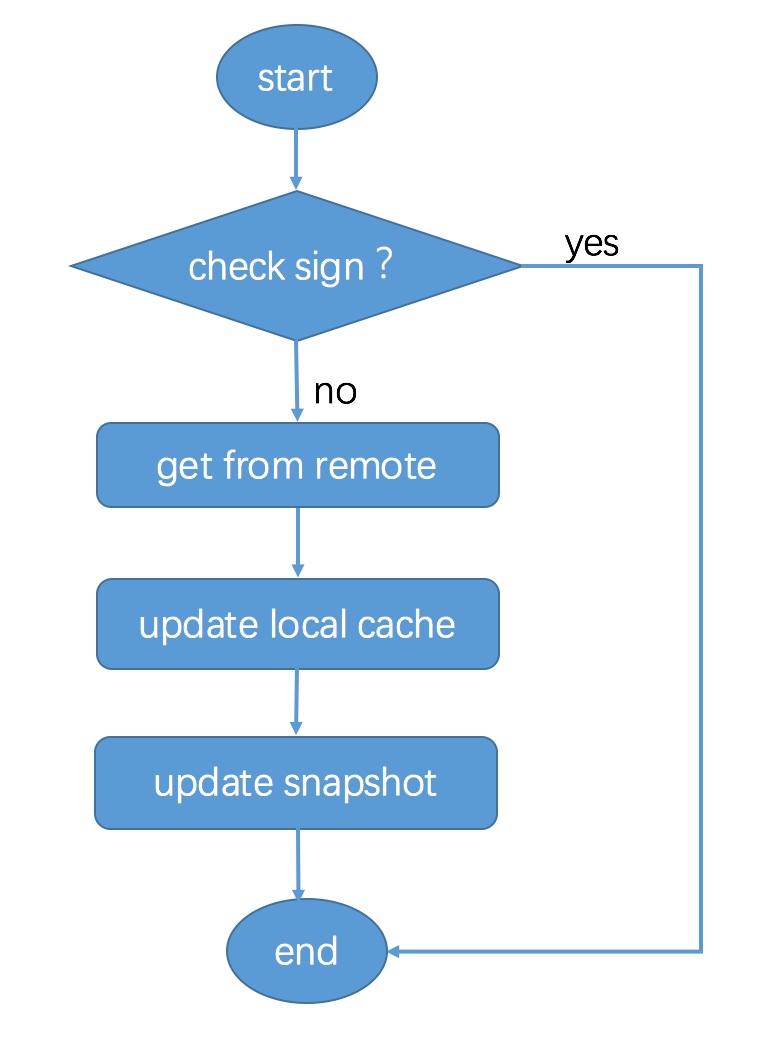 start
check sign？
yes
no
get from remote
update local cache
update snapshot
end